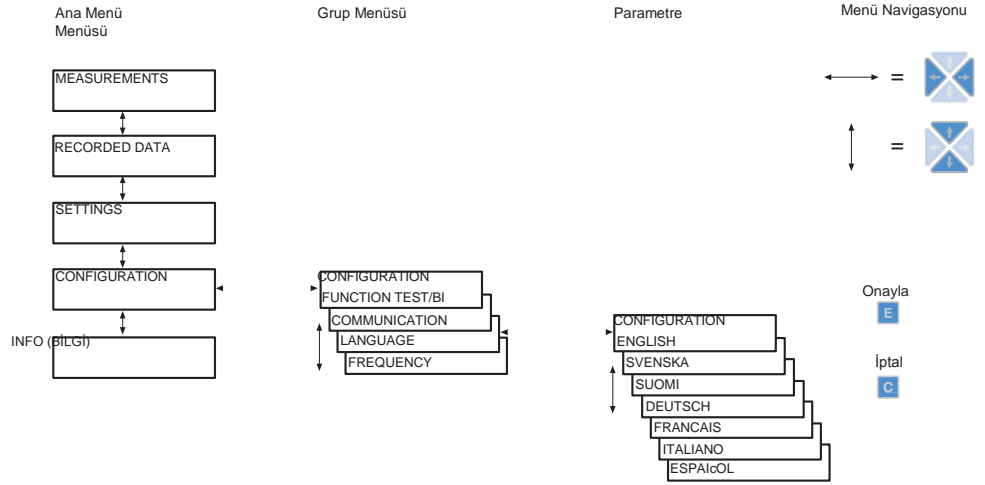 Ana Menü
Menüsü
Grup Menüsü
Parametre
Menü Navigasyonu
MEASUREMENTS
=
RECORDED DATA
=
SETTINGS
CONFIGURATION
CONFIGURATION
FUNCTION TEST/BI
COMMUNICATION
LANGUAGE
FREQUENCY
CONFIGURATION
ENGLISH
SVENSKA
SUOMI
DEUTSCH
FRANCAIS
ITALIANO
ESPAIcOL
Onayla
E
İptal
C
INFO (BİLGİ)